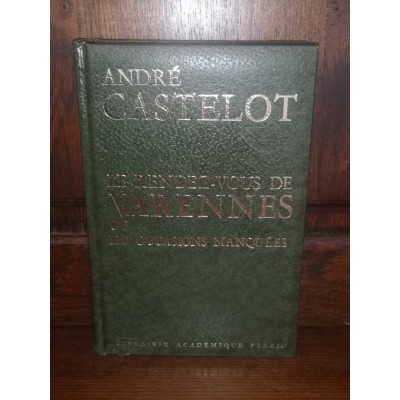 ANDRÉ
CASTELOT
LE RENDEZ-VOUS DE
VARENNES
OU
LES OCCASIONS MANQUÉES
LIBRAIRIE ACADÉMIQUE PERRIN